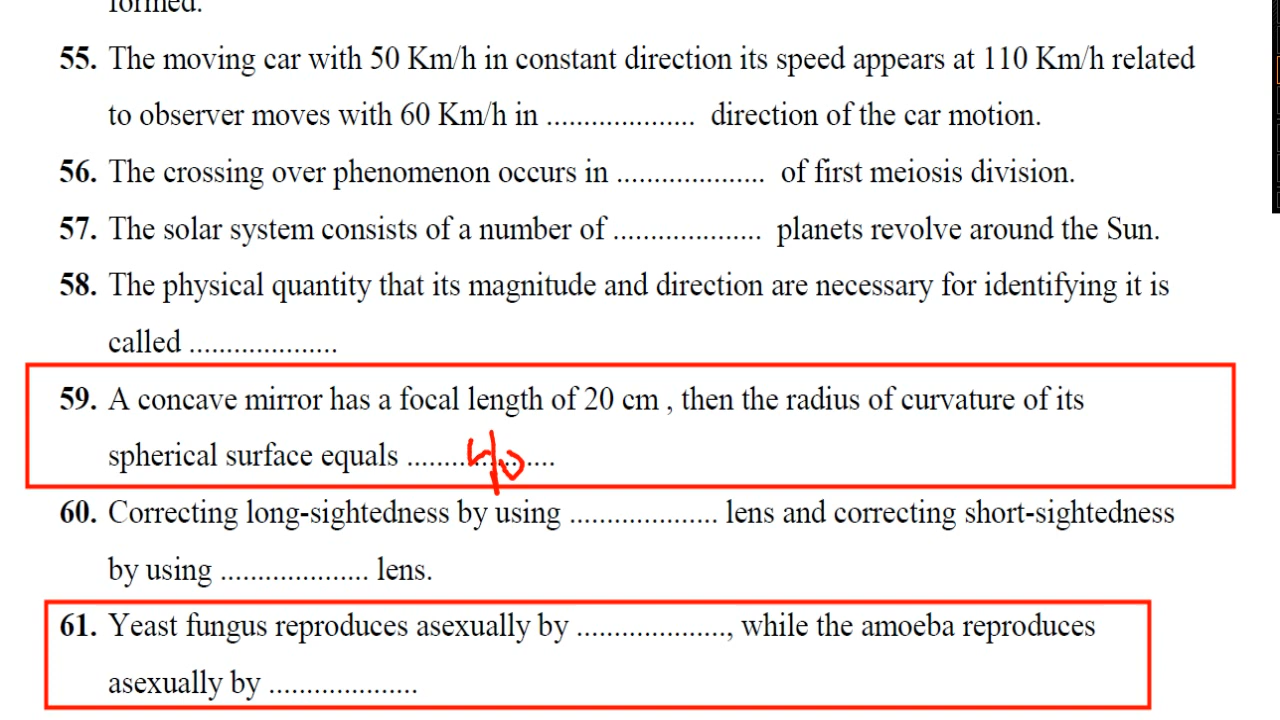 formed.
55. The moving car with 50 Km/h in constant direction its speed appears at 110 Km/h related
to observer moves with 60 Km/h in .................... direction of the car motion.
56. The crossing over phenomenon occurs in .................... of first meiosis division.
57. The solar system consists of a number of .................... planets revolve around the Sun.
58. The physical quantity that its magnitude and direction are necessary for identifying it is
called ....................
59. A concave mirror has a focal length of 20 cm , then the radius of curvature of its
spherical surface equals ........40....
60. Correcting long-sightedness by using .................... lens and correcting short-sightedness
by using .................... lens.
61. Yeast fungus reproduces asexually by ...................., while the amoeba reproduces
asexually by ....................